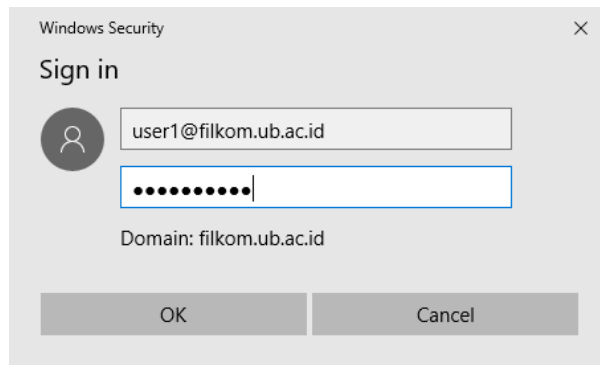 Windows Security
Sign in
user1@filkom.ub.ac.id
●●●●●●●●●●
Domain: filkom.ub.ac.id
OK
Cancel